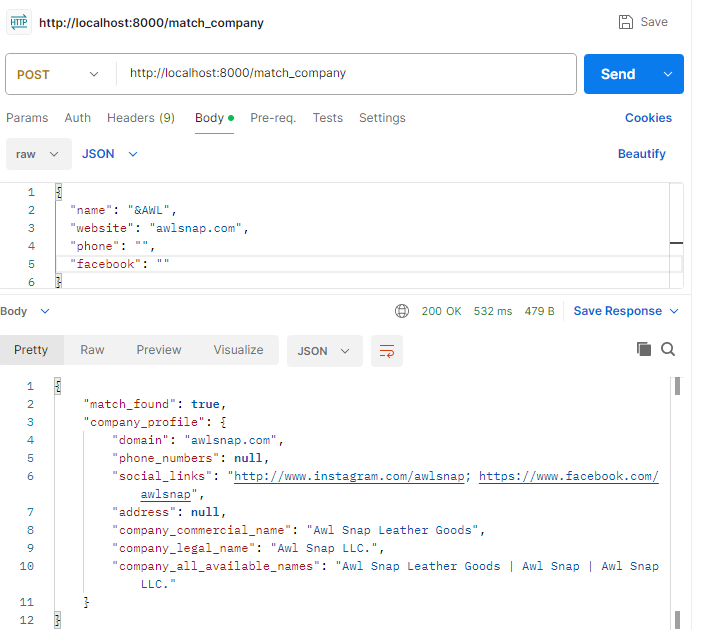 HTTP http://localhost:8000/match_company Save
POST http://localhost:8000/match_company Send
Params Auth Headers (9) Body Pre-req. Tests Settings Cookies
raw JSON Beautify
1 {
2 "name": "&AWL",
3 "website": "awlsnap.com",
4 "phone": "",
5 "facebook": ""
6 }
Body 200 OK 532 ms 479 B Save Response
Pretty Raw Preview Visualize JSON
1 {
2 "match_found": true,
3 "company_profile": {
4 "domain": "awlsnap.com",
5 "phone_numbers": null,
6 "social_links": "http://www.instagram.com/awlsnap; https://www.facebook.com/
awlsnap",
7 "address": null,
8 "company_commercial_name": "Awl Snap Leather Goods",
9 "company_legal_name": "Awl Snap LLC.",
10 "company_all_available_names": "Awl Snap Leather Goods | Awl Snap | Awl Snap
LLC."
11 }
12 }